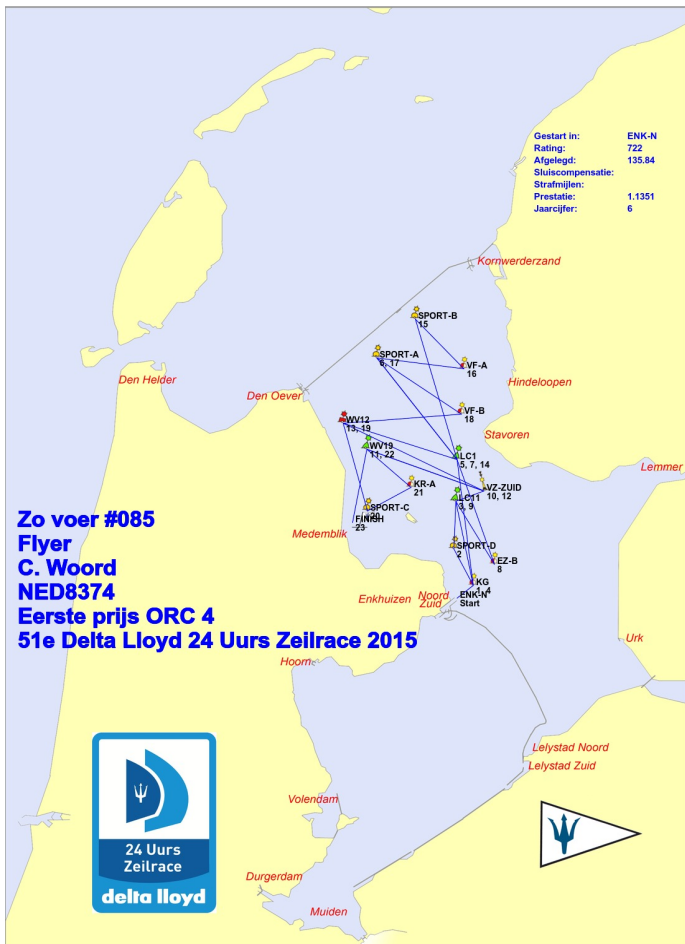 Gestart in: ENK-N
Rating: 722
Afgelegd: 135.84
Sluiscompensatie:
Strafmijlen:
Prestatie: 1.1351
Jaarcijfer: 6
Kornwerderzand
SPORT-B
15
SPORT-A
6, 17
VF-A
16
Den Helder
Hindeloopen
Den Oever
VF-B
18
WV12
13, 19
Stavoren
WV19
11, 22
LC1
5, 7, 14
Lemmer
KR-A
21
VZ-ZUID
10, 12
LC11
3, 9
SPORT-C
20
FINISH
23
Medemblik
SPORT-D
2
EZ-B
8
KG
1, 4
ENK-N
Start
Enkhuizen Noord
Zuid
Zo voer #085
Flyer
C. Woord
NED8374
Eerste prijs ORC 4
51e Delta Lloyd 24 Uurs Zeilrace 2015
Urk
Hoorn
Lelystad Noord
Lelystad Zuid
Volendam
24 Uurs
Zeilrace
delta lloyd
Durgerdam
Muiden